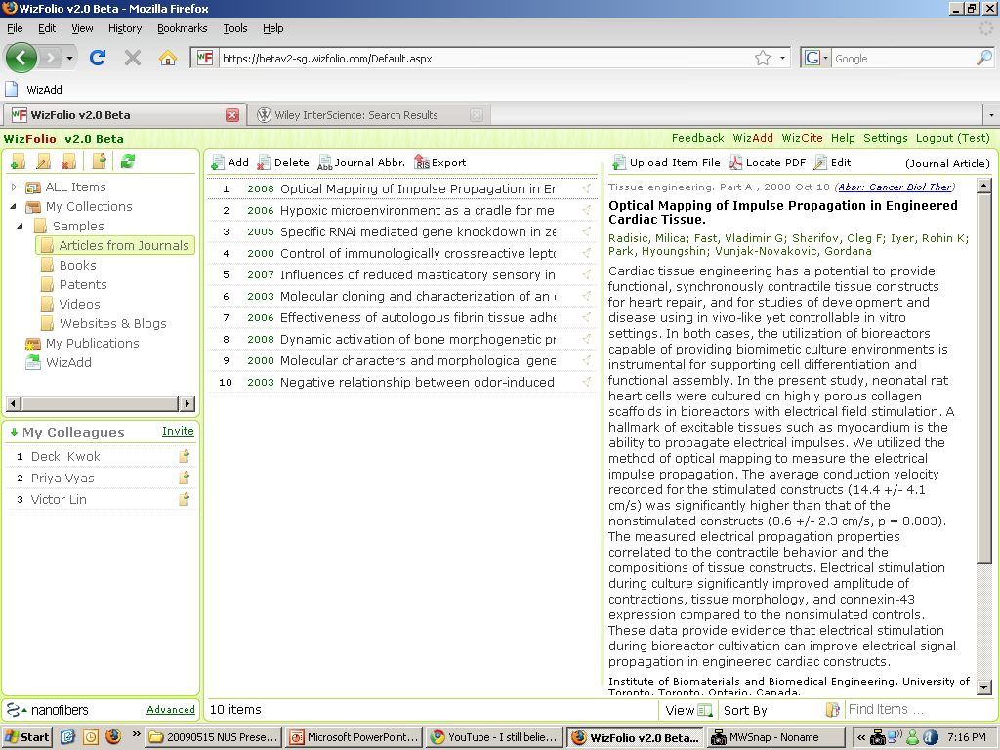 WizFolio v2.0 Beta - Mozilla Firefox
File Edit View History Bookmarks Tools Help
https://betav2-sg.wizfolio.com/Default.aspx
G Google
WizAdd
WizFolio v2.0 Beta
Wiley InterScience: Search Results
WizFolio v2.0 Beta
Feedback WizAdd WizCite Help Settings Logout (Test)
ALL Items
My Collections
Samples
Articles from Journals
Books
Patents
Videos
Websites & Blogs
My Publications
WizAdd
My Colleagues Invite
1 Decki Kwok
2 Priya Vyas
3 Victor Lin
nanofibers Advanced
Add Delete Journal Abbr. Export
1 2008 Optical Mapping of Impulse Propagation in Er
2 2006 Hypoxic microenvironment as a cradle for me
3 2005 Specific RNAi mediated gene knockdown in ze
4 2000 Control of immunologically crossreactive lept
5 2007 Influences of reduced masticatory sensory in
6 2003 Molecular cloning and characterization of an
7 2006 Effectiveness of autologous fibrin tissue adhe
8 2008 Dynamic activation of bone morphogenetic pr
9 2000 Molecular characters and morphological gene
10 2003 Negative relationship between odor-induced
10 items
Upload Item File Locate PDF Edit (Journal Article)
Tissue engineering. Part A , 2008 Oct 10 (Abbr: Cancer Biol Ther)
Optical Mapping of Impulse Propagation in Engineered
Cardiac Tissue.
Radisic, Milica; Fast, Vladimir G; Sharifov, Oleg F; Iyer, Rohin K;
Park, Hyoungshin; Vunjak-Novakovic, Gordana
Cardiac tissue engineering has a potential to provide
functional, synchronously contractile tissue constructs
for heart repair, and for studies of development and
disease using in vivo-like yet controllable in vitro
settings. In both cases, the utilization of bioreactors
capable of providing biomimetic culture environments is
instrumental for supporting cell differentiation and
functional assembly. In the present study, neonatal rat
heart cells were cultured on highly porous collagen
scaffolds in bioreactors with electrical field stimulation. A
hallmark of excitable tissues such as myocardium is the
ability to propagate electrical impulses. We utilized the
method of optical mapping to measure the electrical
impulse propagation. The average conduction velocity
recorded for the stimulated constructs (14.4 +/- 4.1
cm/s) was significantly higher than that of the
nonstimulated constructs (8.6 +/- 2.3 cm/s, p = 0.003).
The measured electrical propagation properties
correlated to the contractile behavior and the
compositions of tissue constructs. Electrical stimulation
during culture significantly improved amplitude of
contractions, tissue morphology, and connexin-43
expression compared to the nonsimulated controls.
These data provide evidence that electrical stimulation
during bioreactor cultivation can improve electrical signal
propagation in engineered cardiac constructs.
Institute of Biomaterials and Biomedical Engineering, University of
Toronto, Toronto, Ontario, Canada.
View Sort By Find Items ...
Start 20090515 NUS Prese... Microsoft PowerPoint... YouTube - I still belie... WizFolio v2.0 Beta... MWSnap - Noname 7:16 PM